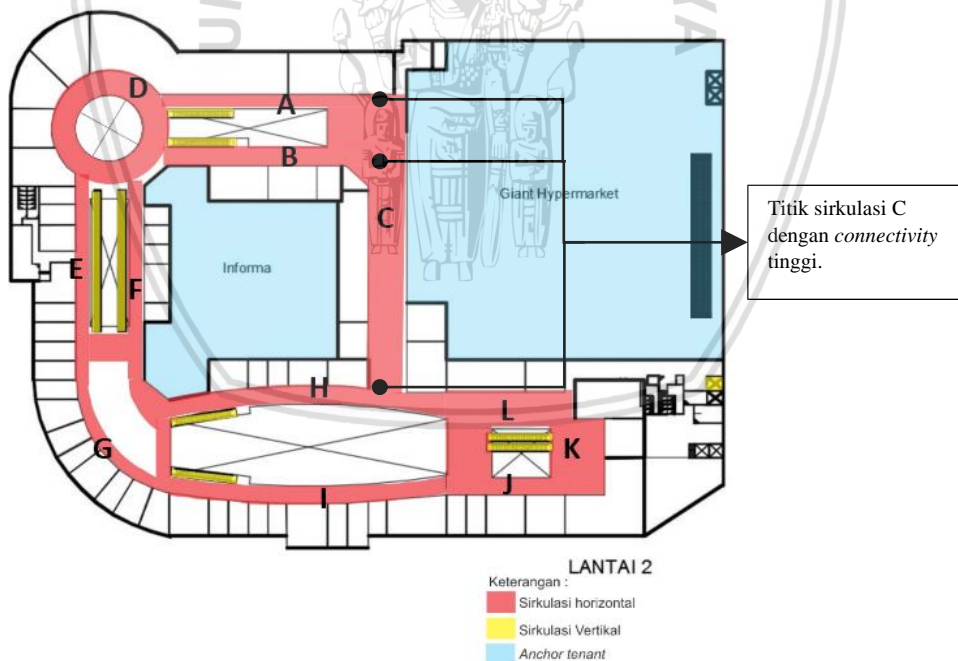 U
A
D
A
B
C
Giant Hypermarket
Titik sirkulasi C
dengan connectivity
tinggi.
E
F
Informa
H
L
G
K
J
I
LANTAI 2
Keterangan :
Sirkulasi horizontal
Sirkulasi Vertikal
Anchor tenant